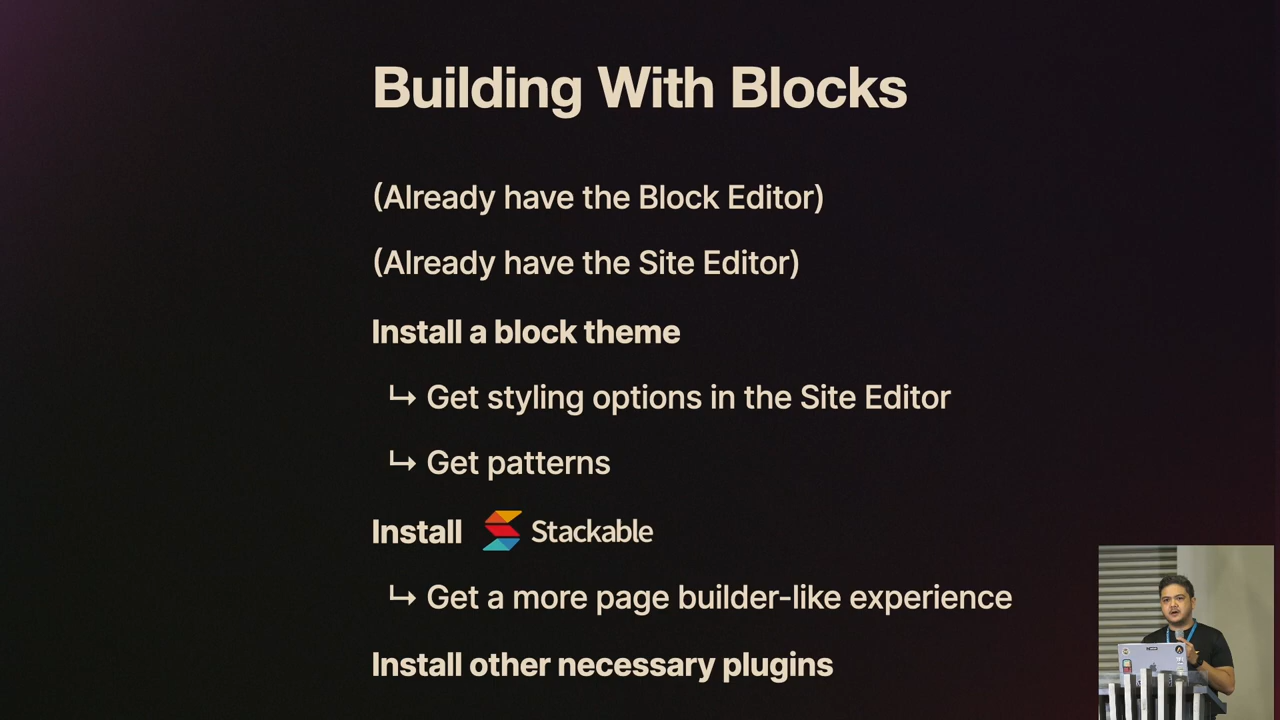 Building With Blocks
(Already have the Block Editor)
(Already have the Site Editor)
Install a block theme
↳ Get styling options in the Site Editor
↳ Get patterns
Install Stackable
↳ Get a more page builder-like experience
Install other necessary plugins